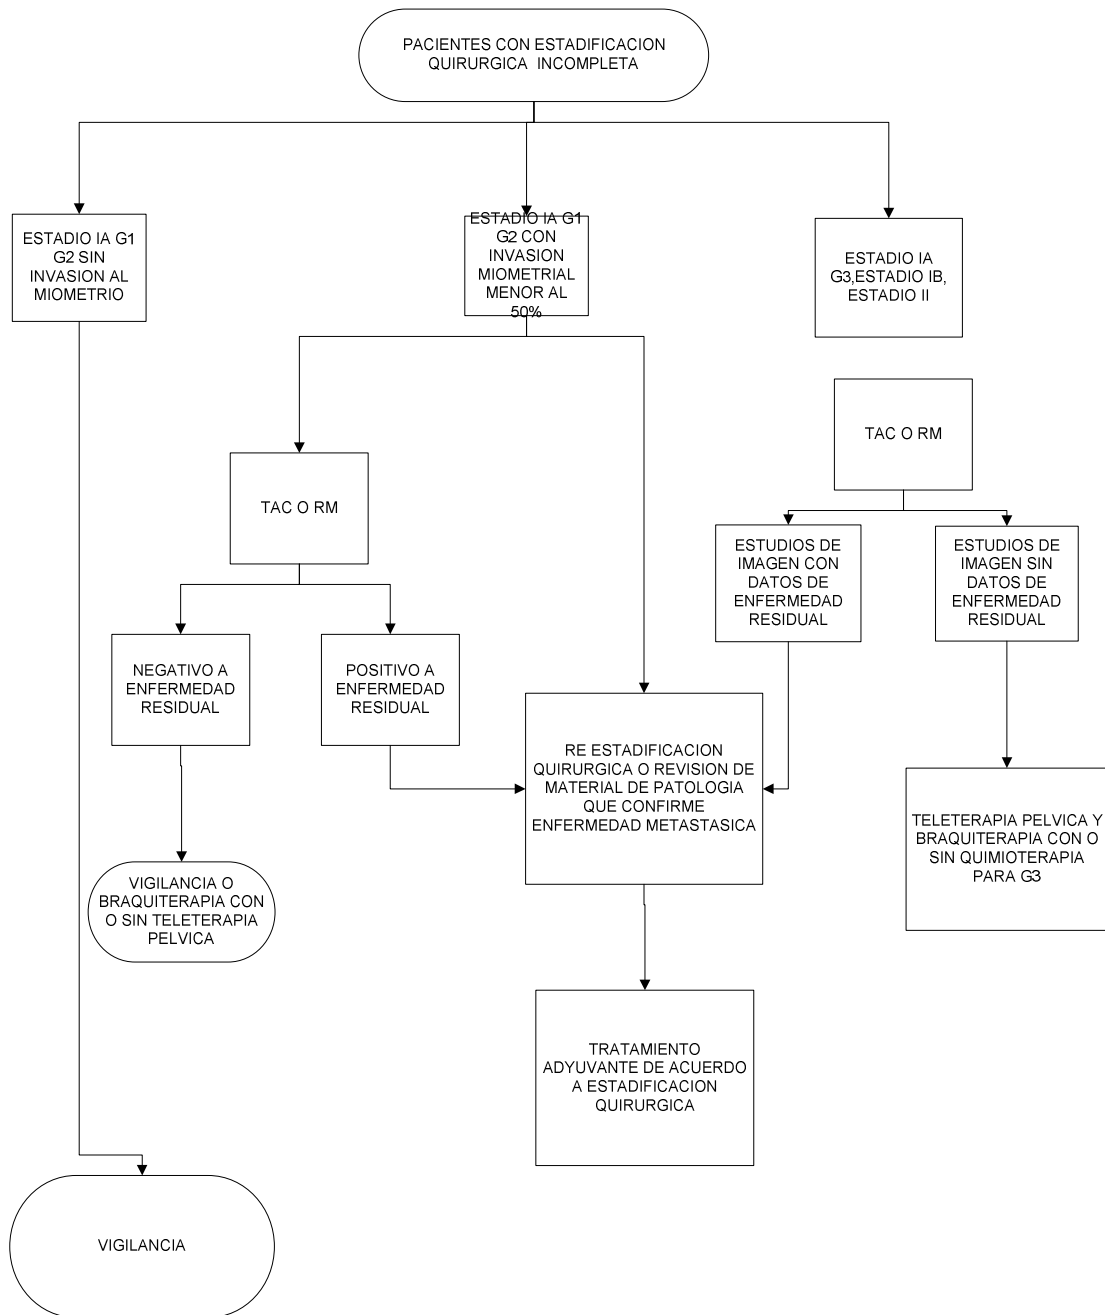 PACIENTES CON ESTADIFICACION
QUIRURGICA INCOMPLETA
ESTADIO IA G1
G2 SIN
INVASION AL
MIOMETRIO
ESTADIO IA G1
G2 CON
INVASION
MIOMETRIAL
MENOR AL
50%
ESTADIO IA
G3,ESTADIO IB,
ESTADIO II
TAC O RM
TAC O RM
ESTUDIOS DE
IMAGEN CON
DATOS DE
ENFERMEDAD
RESIDUAL
ESTUDIOS DE
IMAGEN SIN
DATOS DE
ENFERMEDAD
RESIDUAL
NEGATIVO A
ENFERMEDAD
RESIDUAL
POSITIVO A
ENFERMEDAD
RESIDUAL
RE ESTADIFICACION
QUIRURGICA O REVISION DE
MATERIAL DE PATOLOGIA
QUE CONFIRME
ENFERMEDAD METASTASICA
TELETERAPIA PELVICA Y
BRAQUITERAPIA CON O
SIN QUIMIOTERAPIA
PARA G3
VIGILANCIA O
BRAQUITERAPIA CON
O SIN TELETERAPIA
PELVICA
TRATAMIENTO
ADYUVANTE DE ACUERDO
A ESTADIFICACION
QUIRURGICA
VIGILANCIA